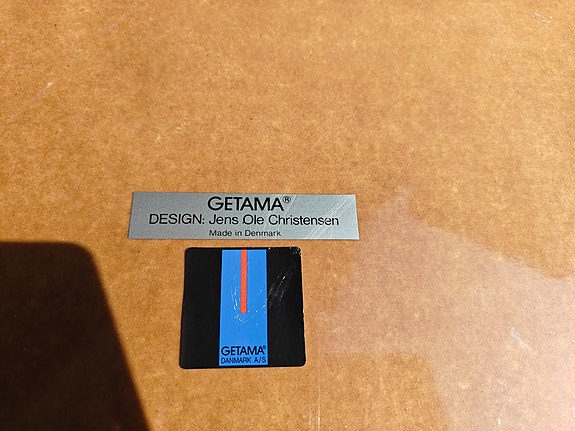 GETAMA®
DESIGN: Jens Ole Christensen
Made in Denmark
GETAMA®
DANMARK A/S